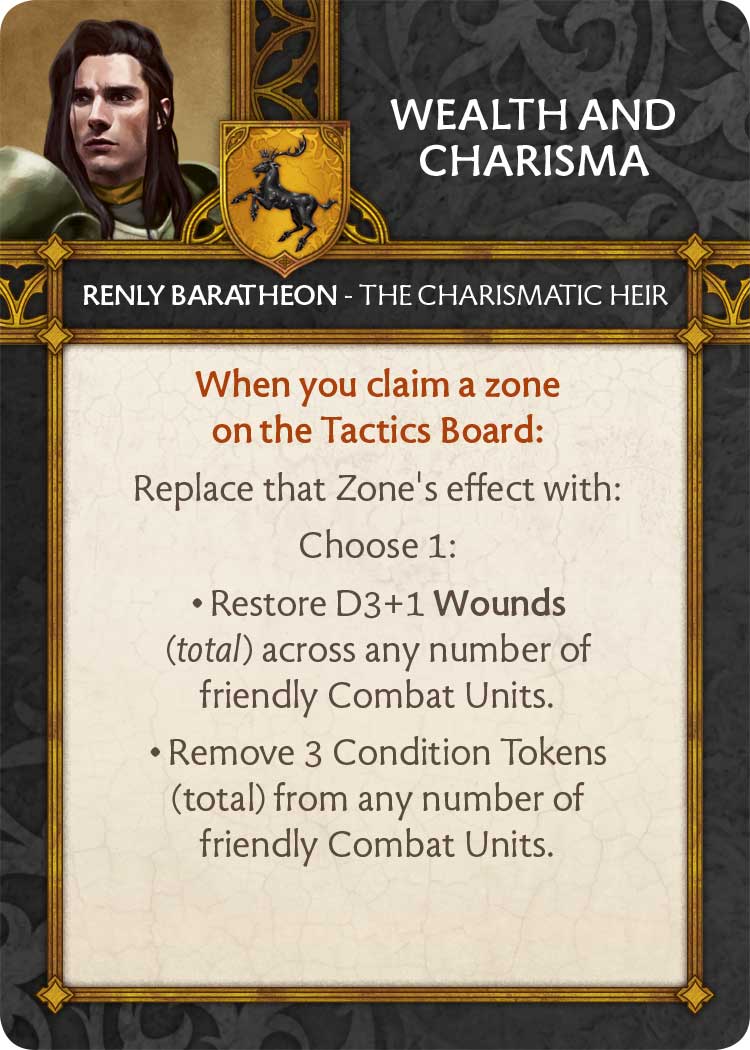 WEALTH AND
CHARISMA
RENLY BARATHEON - THE CHARISMATIC HEIR
When you claim a zone
on the Tactics Board:
Replace that Zone's effect with:
Choose 1:
• Restore D3+1 Wounds
(total) across any number of
friendly Combat Units.
• Remove 3 Condition Tokens
(total) from any number of
friendly Combat Units.